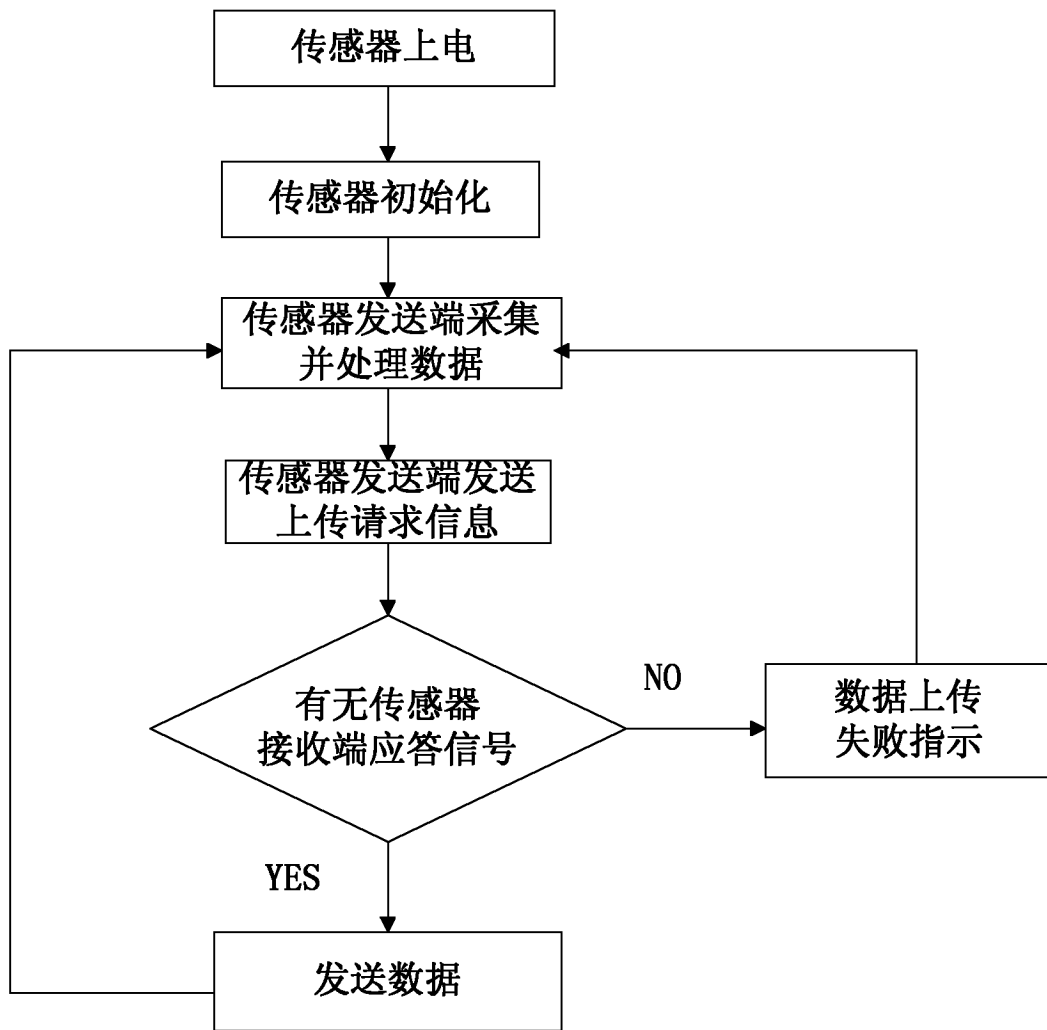 传感器上电
传感器初始化
传感器发送端采集
并处理数据
传感器发送端发送
上传请求信息
有无传感器
接收端应答信号
NO
数据上传
失败指示
YES
发送数据